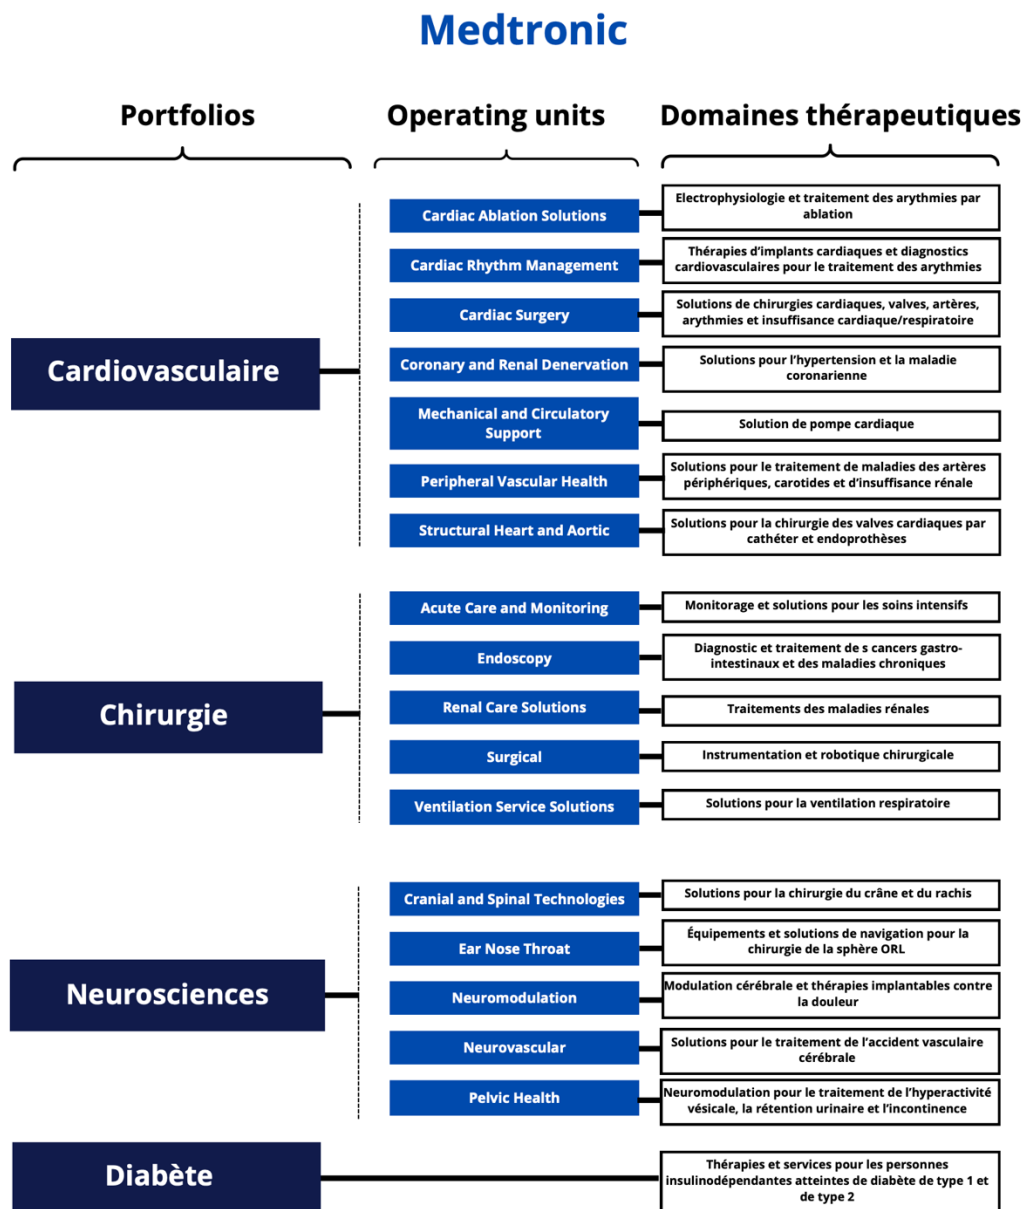 Medtronic
Portfolios
Operating units
Domaines thérapeutiques
Cardiovasculaire
Cardiac Ablation Solutions
Electrophysiologie et traitement des arythmies par
ablation
Cardiac Rhythm Management
Thérapies d’implants cardiaques et diagnostics
cardiovasculaires pour le traitement des arythmies
Cardiac Surgery
Solutions de chirurgies cardiaques, valves, artères,
arythmies et insuffisance cardiaque/respiratoire
Coronary and Renal Denervation
Solutions pour l’hypertension et la maladie
coronarienne
Mechanical and Circulatory
Support
Solution de pompe cardiaque
Peripheral Vascular Health
Solutions pour le traitement de maladies des artères
périphériques, carotides et d’insuffisance rénale
Structural Heart and Aortic
Solutions pour la chirurgie des valves cardiaques par
cathéter et endoprothèses
Chirurgie
Acute Care and Monitoring
Monitorage et solutions pour les soins intensifs
Endoscopy
Diagnostic et traitement de s cancers gastro-
intestinaux et des maladies chroniques
Renal Care Solutions
Traitements des maladies rénales
Surgical
Instrumentation et robotique chirurgicale
Ventilation Service Solutions
Solutions pour la ventilation respiratoire
Neurosciences
Cranial and Spinal Technologies
Solutions pour la chirurgie du crâne et du rachis
Ear Nose Throat
Équipements et solutions de navigation pour la
chirurgie de la sphère ORL
Neuromodulation
Modulation cérébrale et thérapies implantables contre
la douleur
Neurovascular
Solutions pour le traitement de l’accident vasculaire
cérébrale
Pelvic Health
Neuromodulation pour le traitement de l’hyperactivité
vésicale, la rétention urinaire et l’incontinence
Diabète
Thérapies et services pour les personnes
insulinodépendantes atteintes de diabète de type 1 et
de type 2